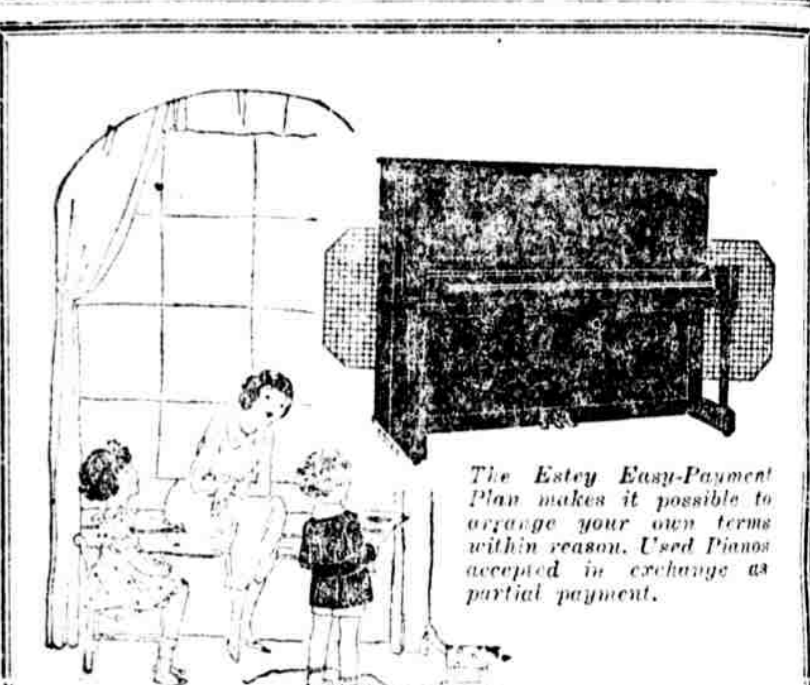 The Estey Easy-Payment
Plan makes it possible to
arrange your own terms
within reason. Used Pianos
accepted in exchange as
partial payment.